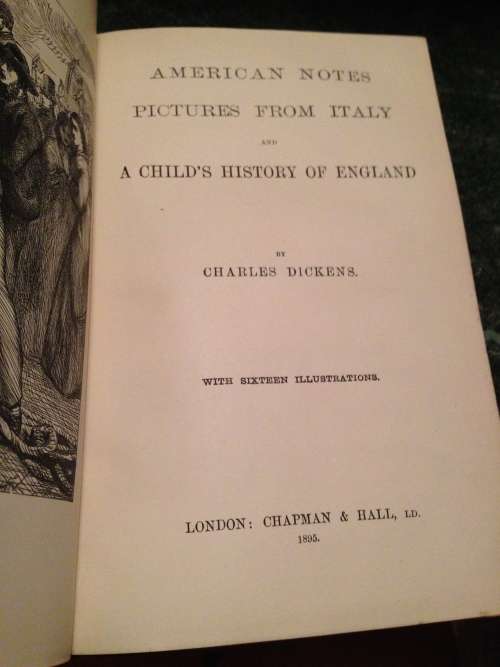 AMERICAN NOTES
PICTURES FROM ITALY
AND
A CHILD'S HISTORY OF ENGLAND
BY
CHARLES DICKENS.
WITH SIXTEEN ILLUSTRATIONS.
LONDON: CHAPMAN & HALL, LD.
1895.